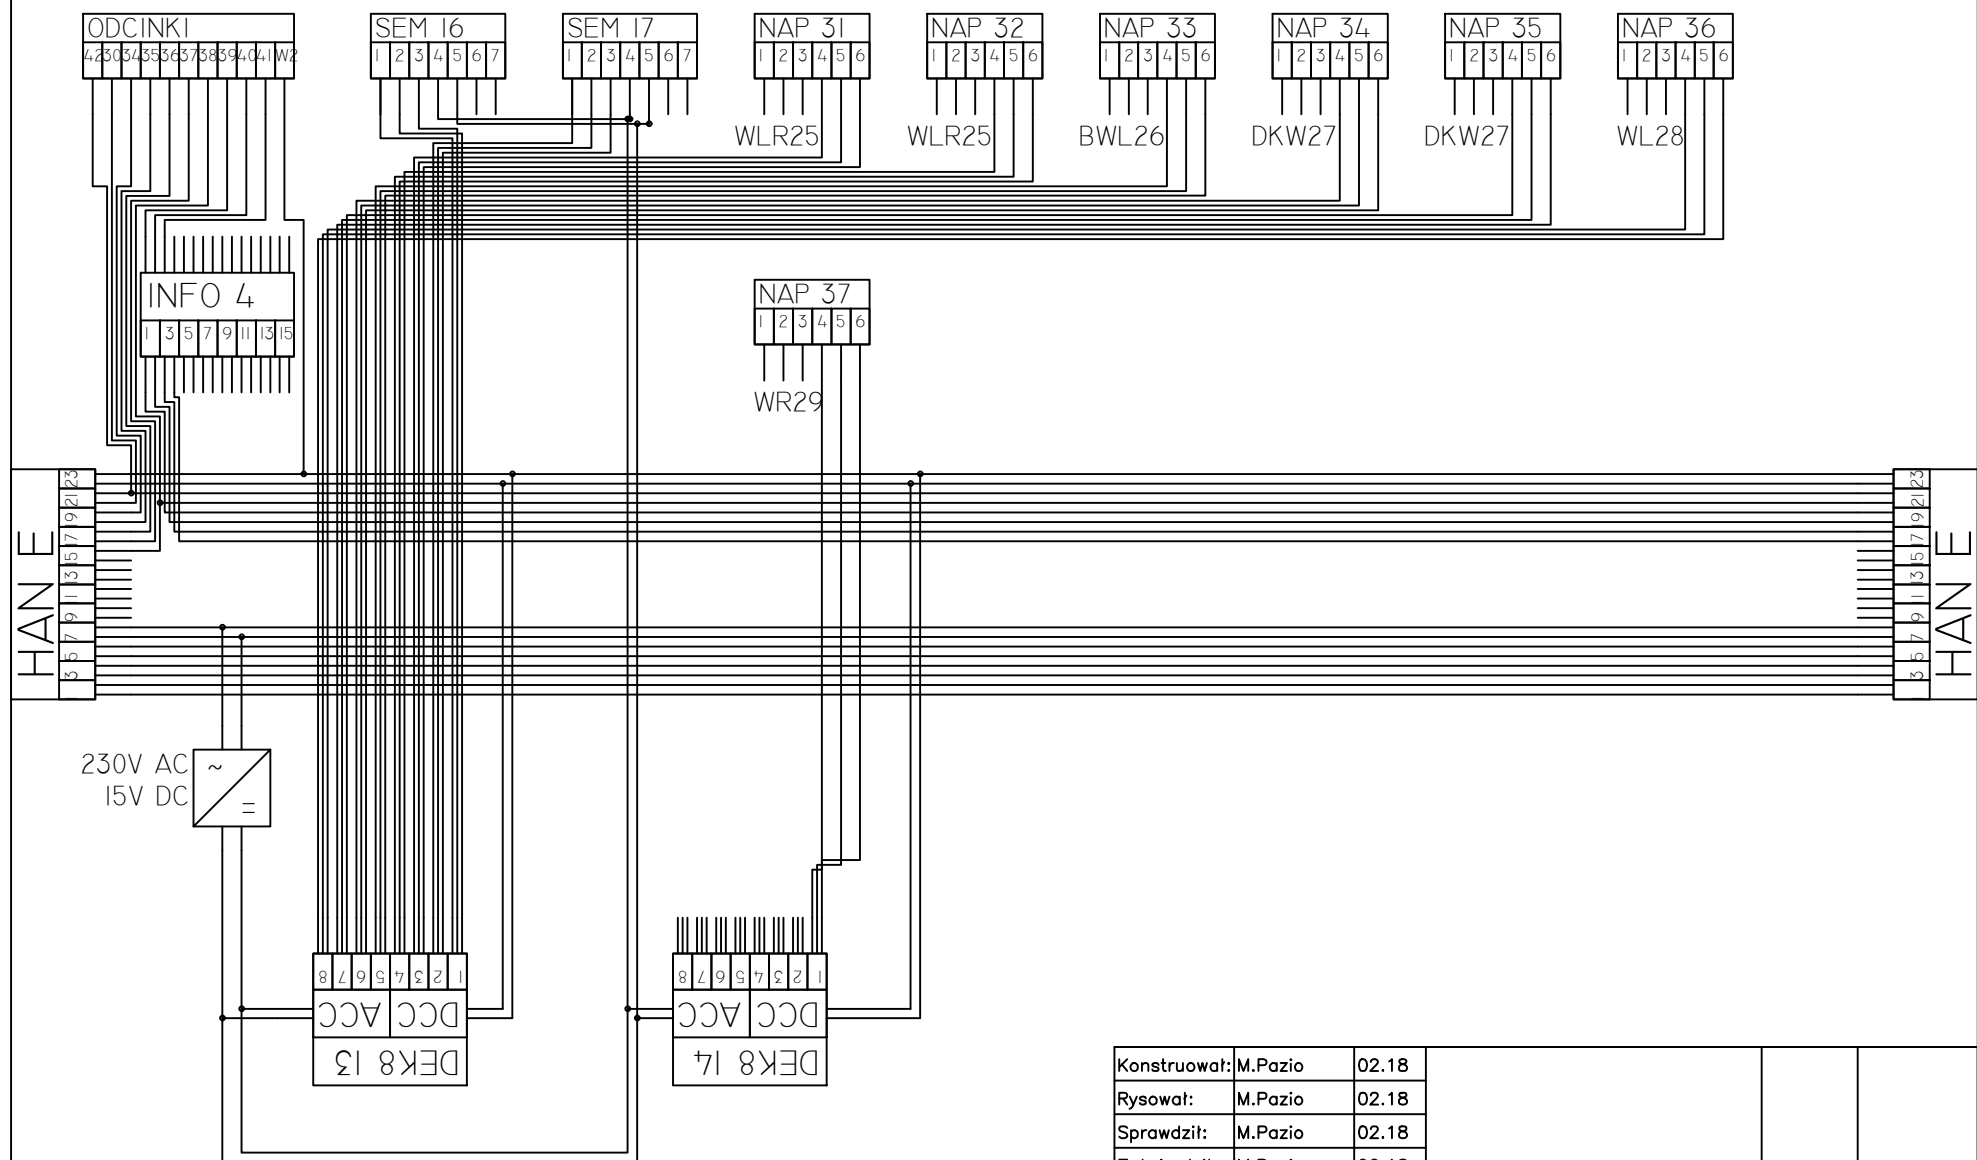 ODCINKI
42 30 34 35 36 37 38 39 40 41 W2
SEM 16
1 2 3 4 5 6 7
SEM 17
1 2 3 4 5 6 7
NAP 31
1 2 3 4 5 6
WLR25
NAP 32
1 2 3 4 5 6
WLR25
NAP 33
1 2 3 4 5 6
BWL26
NAP 34
1 2 3 4 5 6
DKW27
NAP 35
1 2 3 4 5 6
DKW27
NAP 36
1 2 3 4 5 6
WL28
INFO 4
1 3 5 7 9 11 13 15
NAP 37
1 2 3 4 5 6
WR29
HAN E
1 3 5 7 9 11 13 15 17 19 21 23
HAN E
1 3 5 7 9 11 13 15 17 19 21 23
230V AC
15V DC
~
=
8 7 6 5 4 3 2 1
DCC ACC
DEK8 13
8 7 6 5 4 3 2 1
DCC ACC
DEK8 14
Konstruował: M.Pazio 02.18
Rysował: M.Pazio 02.18
Sprawdził: M.Pazio 02.18